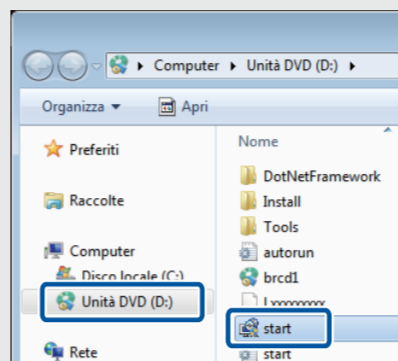 Computer ▸ Unità DVD (D:) ▸
Organizza Apri
Preferiti
Raccolte
Computer
Disco locale (C:)
Unità DVD (D:)
Rete
Nome
DotNetFramework
Install
Tools
autorun
brcd1
Lxxxxxxxx
start
start